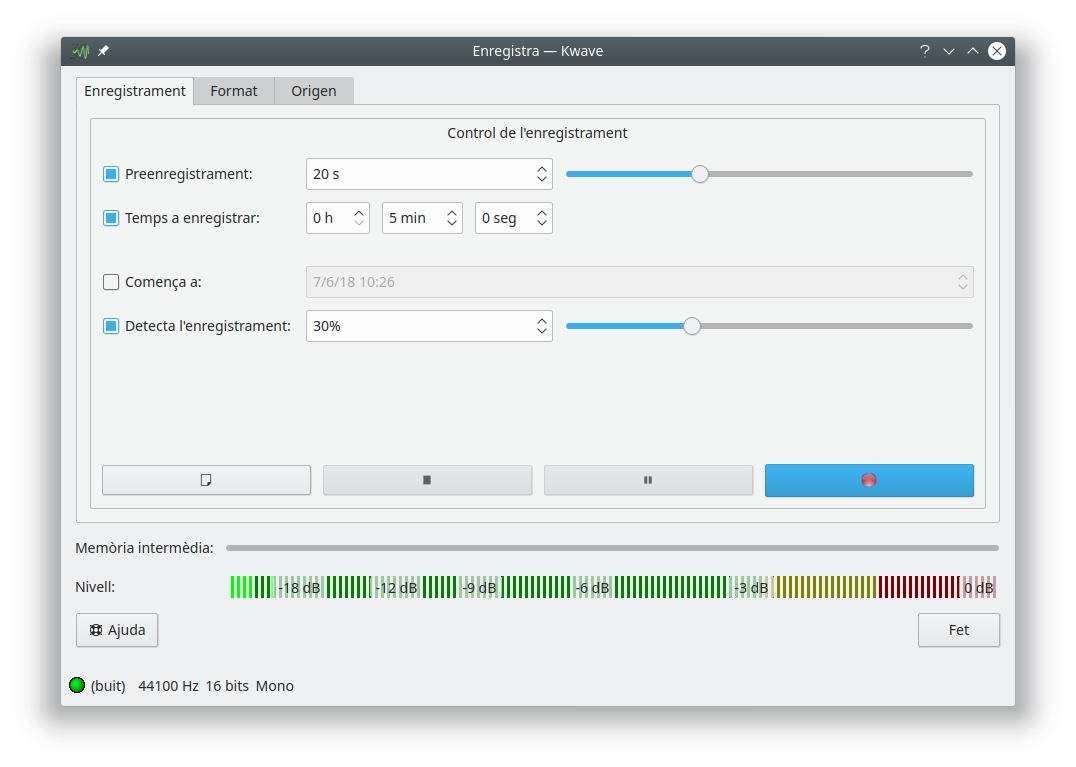 Enregistra — Kwave
Enregistrament Format Origen
Control de l'enregistrament
Preenregistrament: 20 s
Temps a enregistrar: 0 h 5 min 0 seg
Comença a: 7/6/18 10:26
Detecta l'enregistrament: 30%
Memòria intermèdia:
Nivell: -18 dB -12 dB -9 dB -6 dB -3 dB 0 dB
Ajuda Fet
(buit) 44100 Hz 16 bits Mono